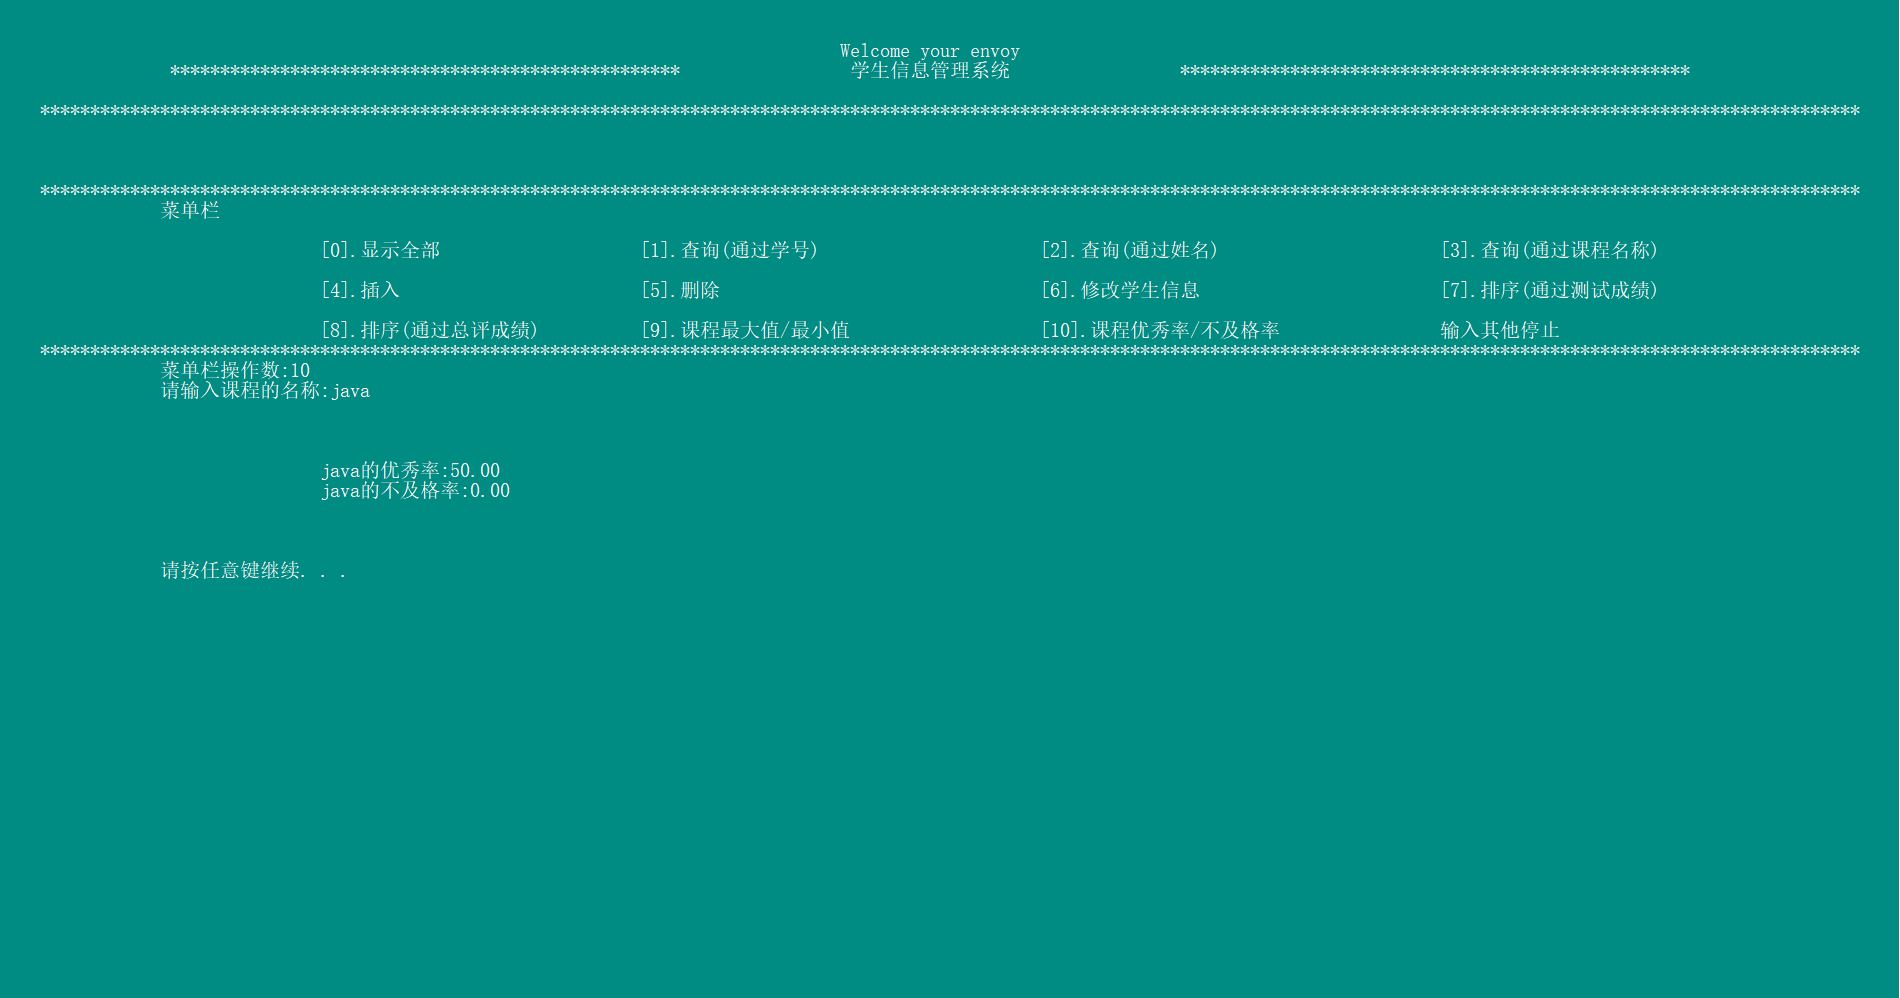 Welcome your envoy
*************************************************** 学生信息管理系统 ***************************************************
**************************************************************************************************************************************************************************************
**************************************************************************************************************************************************************************************
菜单栏
[0].显示全部 [1].查询(通过学号) [2].查询(通过姓名) [3].查询(通过课程名称)
[4].插入 [5].删除 [6].修改学生信息 [7].排序(通过测试成绩)
[8].排序(通过总评成绩) [9].课程最大值/最小值 [10].课程优秀率/不及格率 输入其他停止
**************************************************************************************************************************************************************************************
菜单栏操作数:10
请输入课程的名称:java
java的优秀率:50.00
java的不及格率:0.00
请按任意键继续. . .